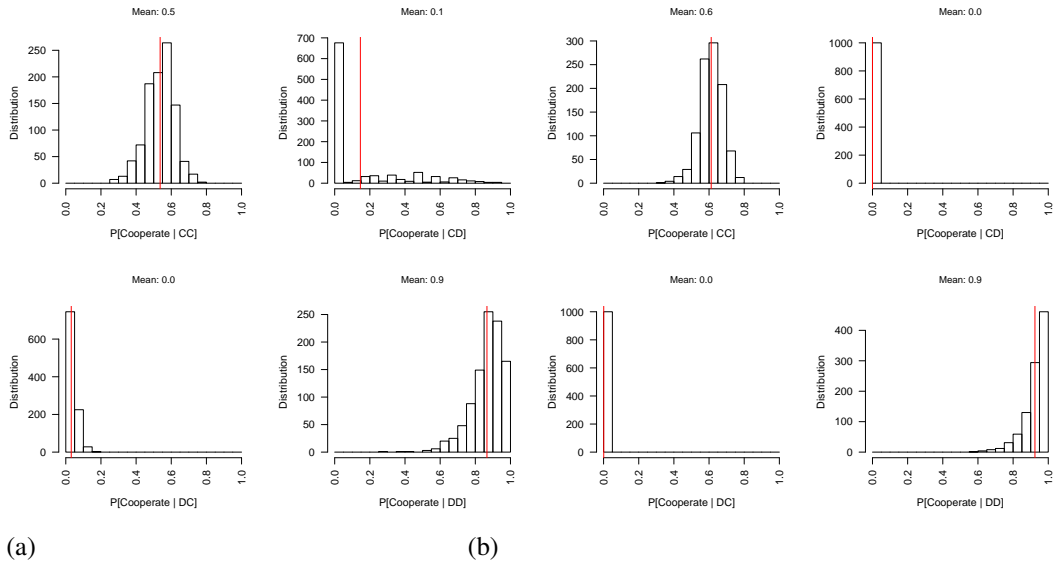 Mean: 0.5
Distribution
250
200
150
100
50
0
0.0 0.2 0.4 0.6 0.8 1.0
P[Cooperate | CC]
Mean: 0.1
Distribution
700
600
500
400
300
200
100
0
0.0 0.2 0.4 0.6 0.8 1.0
P[Cooperate | CD]
Mean: 0.6
Distribution
300
250
200
150
100
50
0
0.0 0.2 0.4 0.6 0.8 1.0
P[Cooperate | CC]
Mean: 0.0
Distribution
1000
800
600
400
200
0
0.0 0.2 0.4 0.6 0.8 1.0
P[Cooperate | CD]
Mean: 0.0
Distribution
600
400
200
0
0.0 0.2 0.4 0.6 0.8 1.0
P[Cooperate | DC]
Mean: 0.9
Distribution
250
200
150
100
50
0
0.0 0.2 0.4 0.6 0.8 1.0
P[Cooperate | DD]
Mean: 0.0
Distribution
1000
800
600
400
200
0
0.0 0.2 0.4 0.6 0.8 1.0
P[Cooperate | DC]
Mean: 0.9
Distribution
400
300
200
100
0
0.0 0.2 0.4 0.6 0.8 1.0
P[Cooperate | DD]
(a) (b)